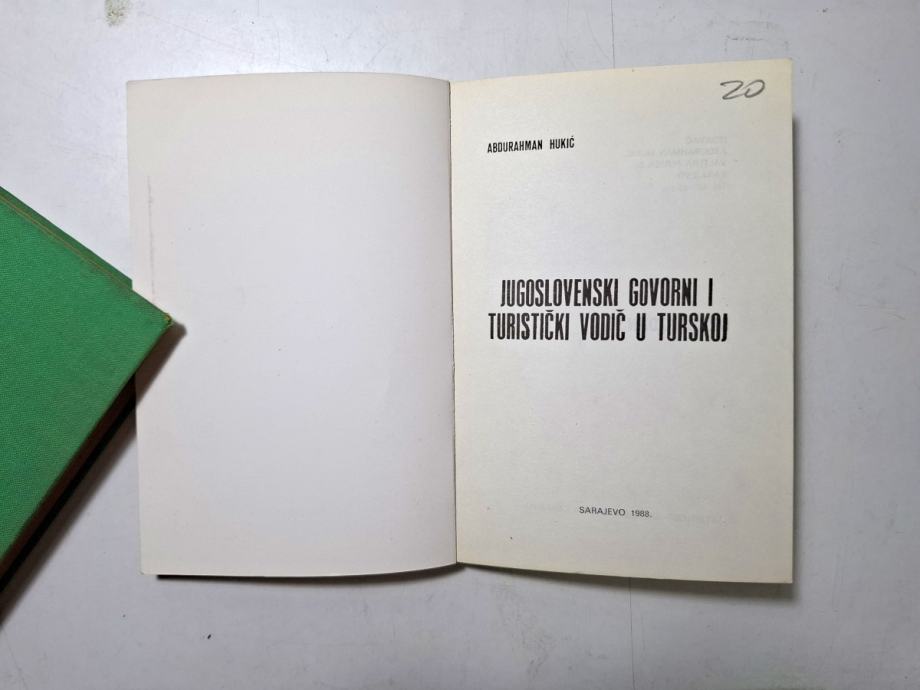 20
ABDURAHMAN HUKIĆ
JUGOSLOVENSKI GOVORNI I
TURISTIČKI VODIČ U TURSKOJ
SARAJEVO 1988.